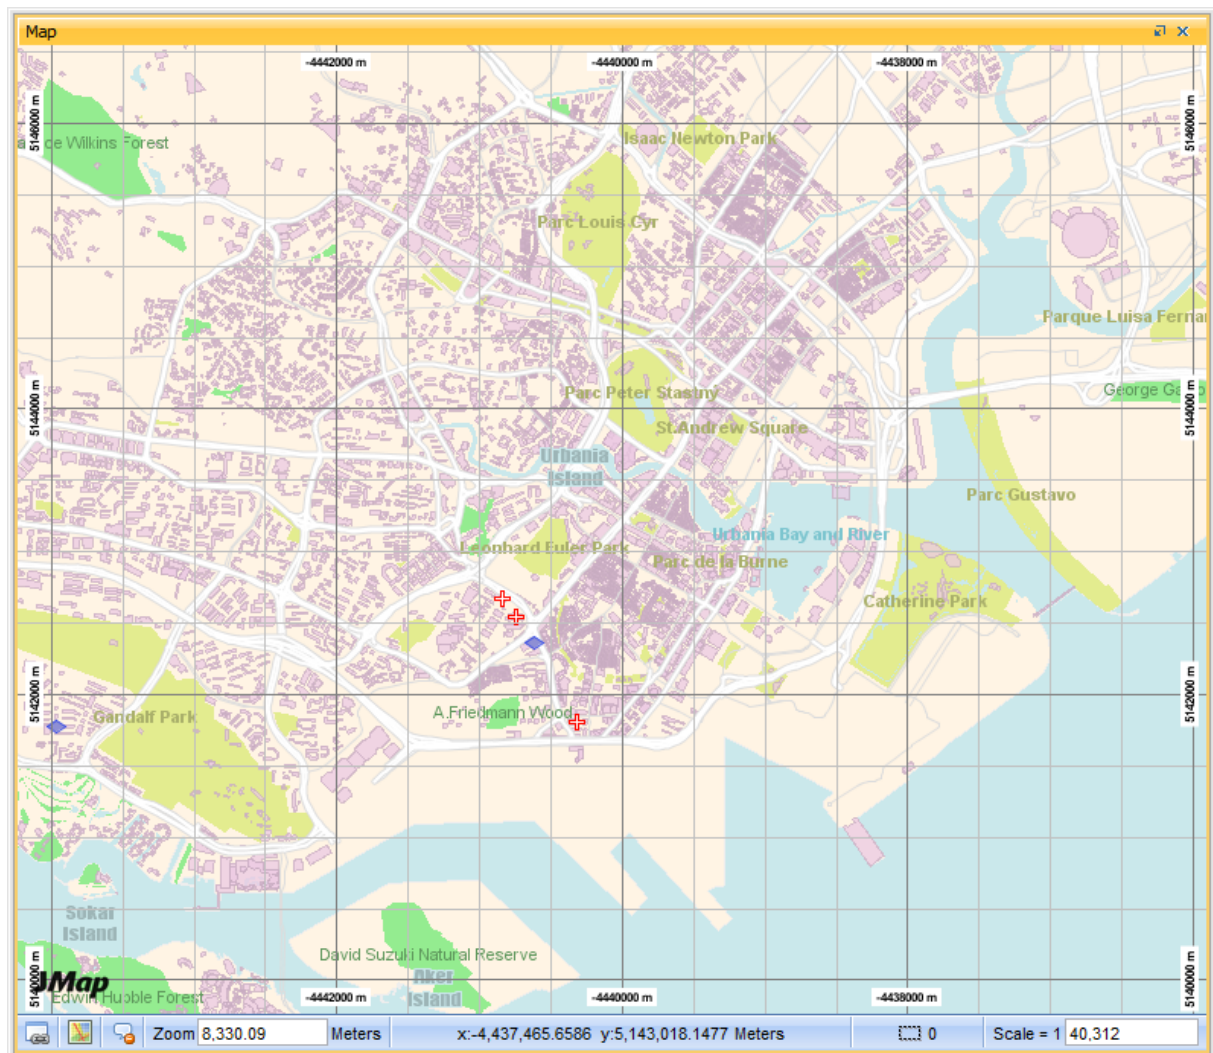 Map
-4442000 m
-4440000 m
-4438000 m
5146000 m
5146000 m
ce Wilkins Forest
Isaac Newton Park
Parc Louis Cyr
Parque Luisa Fernan
Parc Peter Stastny
George Ga
5144000 m
5144000 m
St.Andrew Square
Urbania
Island
Parc Gustavo
Urbania Bay and River
Leonhard Euler Park
Parc de la Burne
Catherine Park
5142000 m
5142000 m
A.Friedmann Wood
Gandalf Park
Sokar
Island
David Suzuki Natural Reserve
5140000 m
5140000 m
JMap
Aker
Island
Edwin Hubble Forest
-4442000 m
-4440000 m
-4438000 m
Zoom 8,330.09 Meters x:-4,437,465.6586 y:5,143,018.1477 Meters 0 Scale = 1 40,312